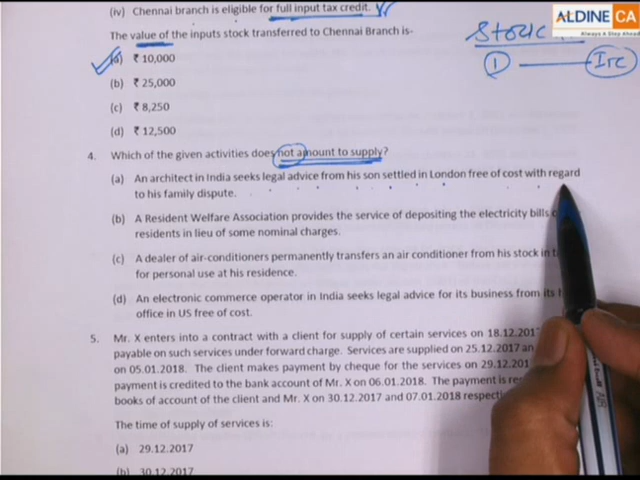 (iv) Chennai branch is eligible for full input tax credit.
The value of the inputs stock transferred to Chennai Branch is-
Stock
ALDINE CA
Always A Step Ahead
(a) ₹ 10,000
1 Irc
(b) ₹ 25,000
(c) ₹ 8,250
(d) ₹ 12,500
4. Which of the given activities does not amount to supply?
(a) An architect in India seeks legal advice from his son settled in London free of cost with regard
to his family dispute.
(b) A Resident Welfare Association provides the service of depositing the electricity bills
residents in lieu of some nominal charges.
(c) A dealer of air-conditioners permanently transfers an air conditioner from his stock in
for personal use at his residence.
(d) An electronic commerce operator in India seeks legal advice for its business from its
office in US free of cost.
5. Mr. X enters into a contract with a client for supply of certain services on 18.12.201
payable on such services under forward charge. Services are supplied on 25.12.2017
on 05.01.2018. The client makes payment by cheque for the services on 29.12.201
payment is credited to the bank account of Mr. X on 06.01.2018. The payment is
books of account of the client and Mr. X on 30.12.2017 and 07.01.2018
The time of supply of services is:
(a) 29.12.2017
(b) 30.12.2017